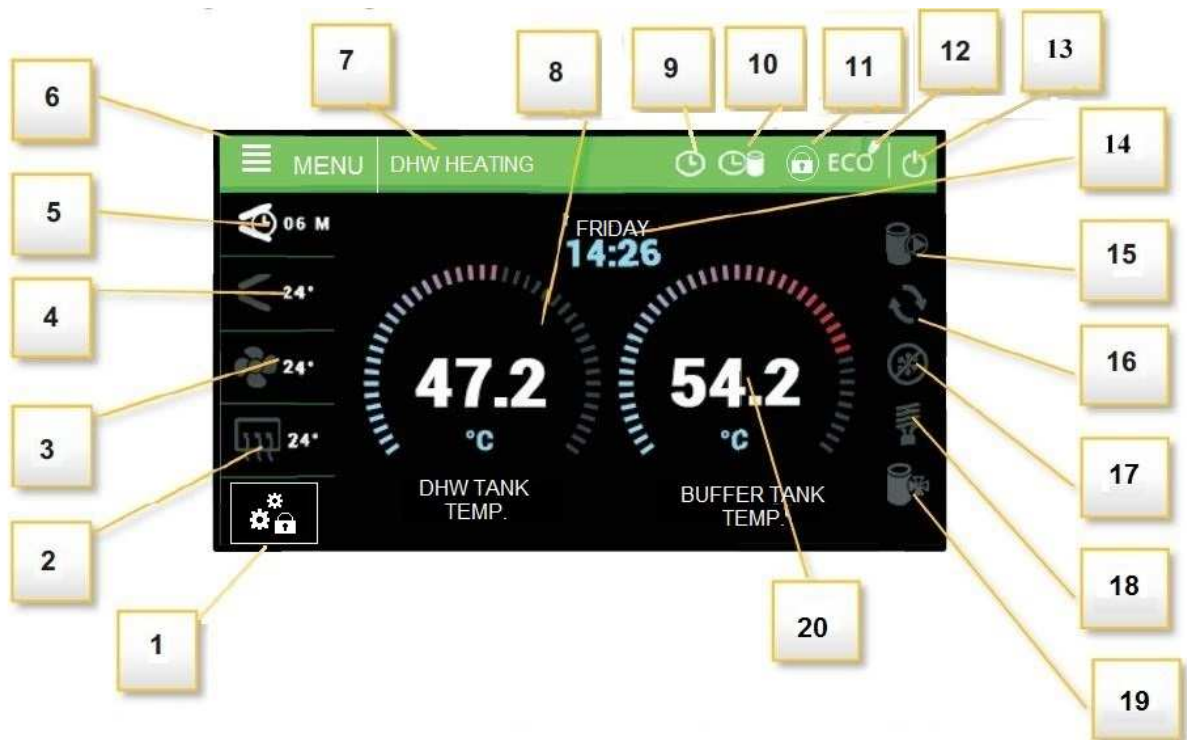 7
8
9
10
11
12
13
6
MENU
DHW HEATING
ECO
14
5
06 M
FRIDAY
14:26
15
4
24°
16
3
24°
47.2
°C
54.2
°C
17
24°
DHW TANK
TEMP.
BUFFER TANK
TEMP.
2
18
1
20
19